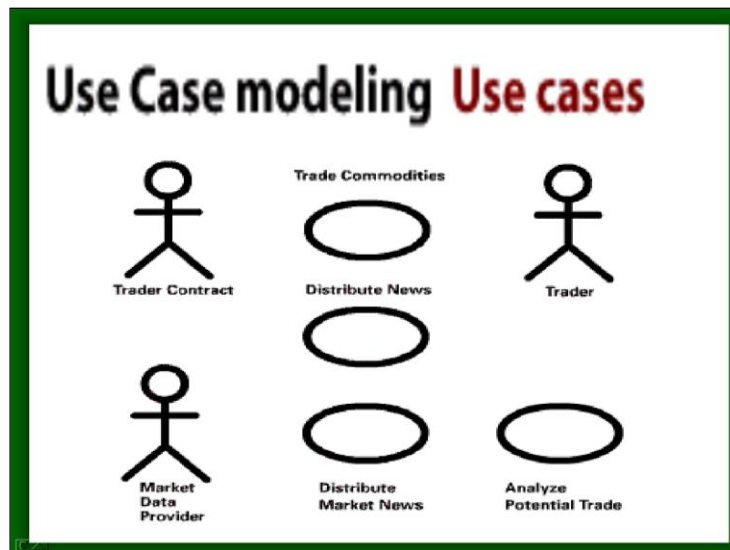 Use Case modeling Use cases
Trade Commodities
Trader Contract
Distribute News
Trader
Market
Data
Provider
Distribute
Market News
Analyze
Potential Trade